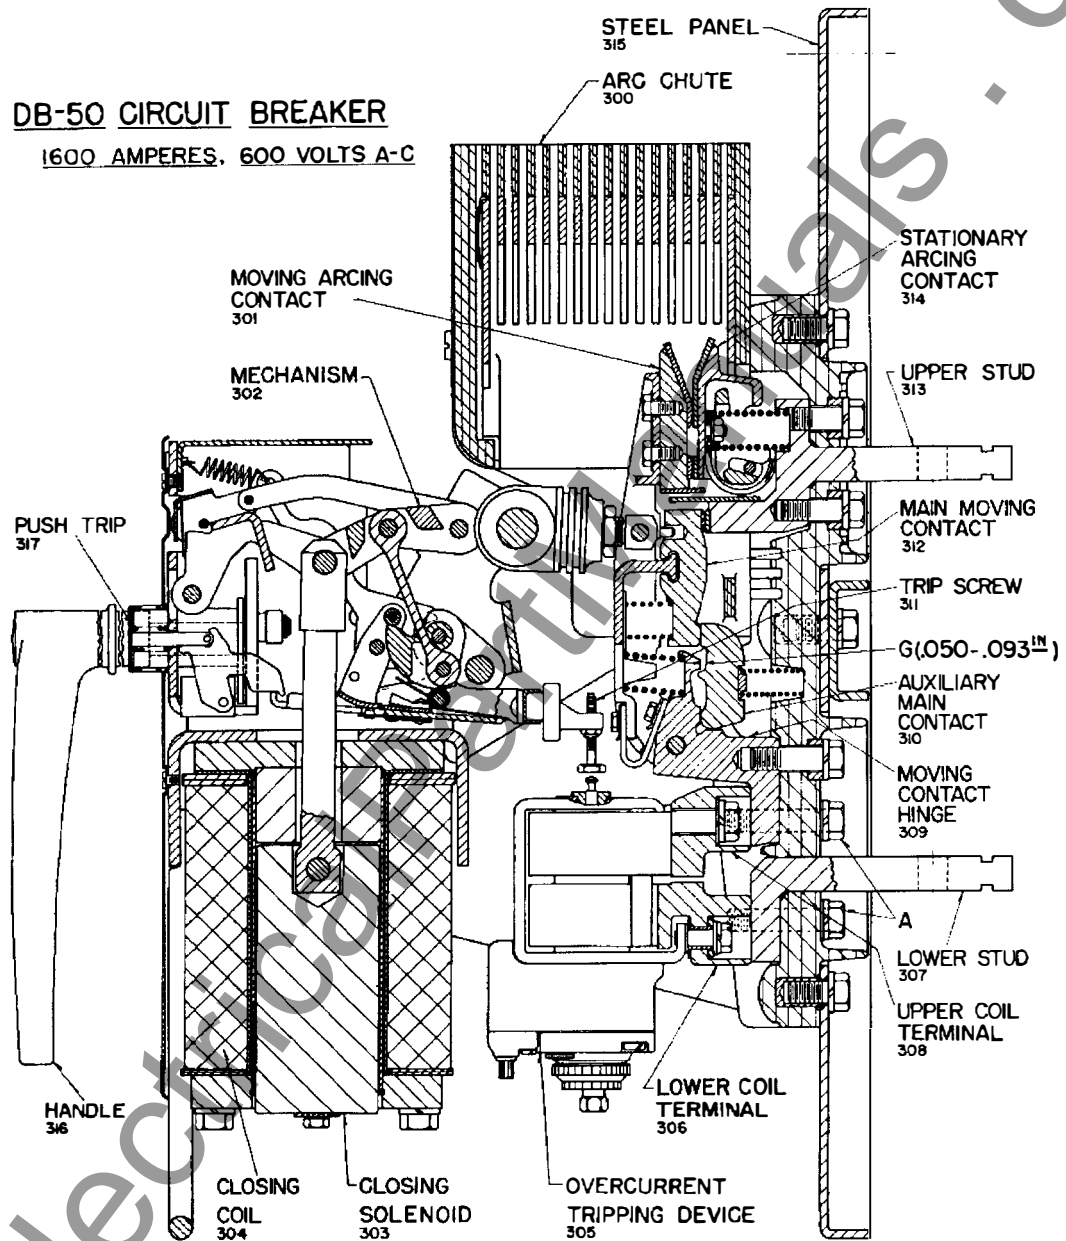 DB-50 CIRCUIT BREAKER
1600 AMPERES, 600 VOLTS A-C
STEEL PANEL
315
ARC CHUTE
300
STATIONARY
ARCING
CONTACT
314
MOVING ARCING
CONTACT
301
MECHANISM
302
UPPER STUD
313
PUSH TRIP
317
MAIN MOVING
CONTACT
312
TRIP SCREW
311
G(.050-.093IN)
AUXILIARY
MAIN
CONTACT
310
MOVING
CONTACT
HINGE
309
A
LOWER STUD
307
UPPER COIL
TERMINAL
308
LOWER COIL
TERMINAL
306
HANDLE
316
CLOSING
COIL
304
CLOSING
SOLENOID
303
OVERCURRENT
TRIPPING DEVICE
305